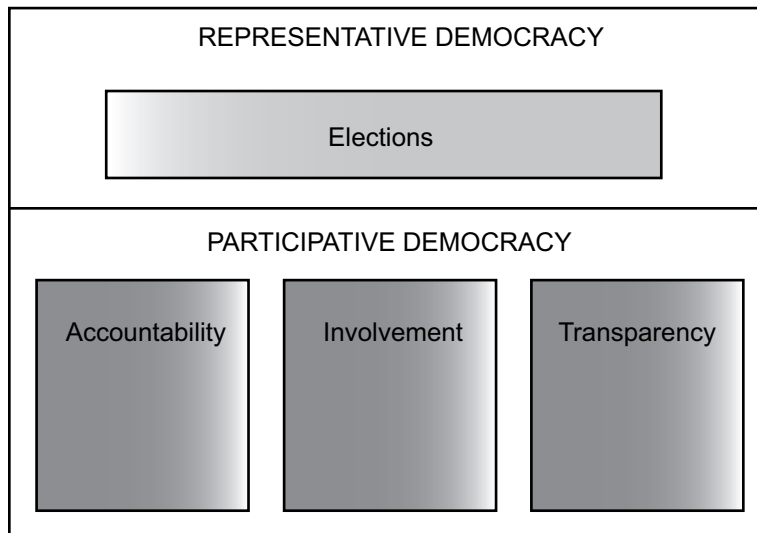 REPRESENTATIVE DEMOCRACY
Elections
PARTICIPATIVE DEMOCRACY
Accountability
Involvement
Transparency